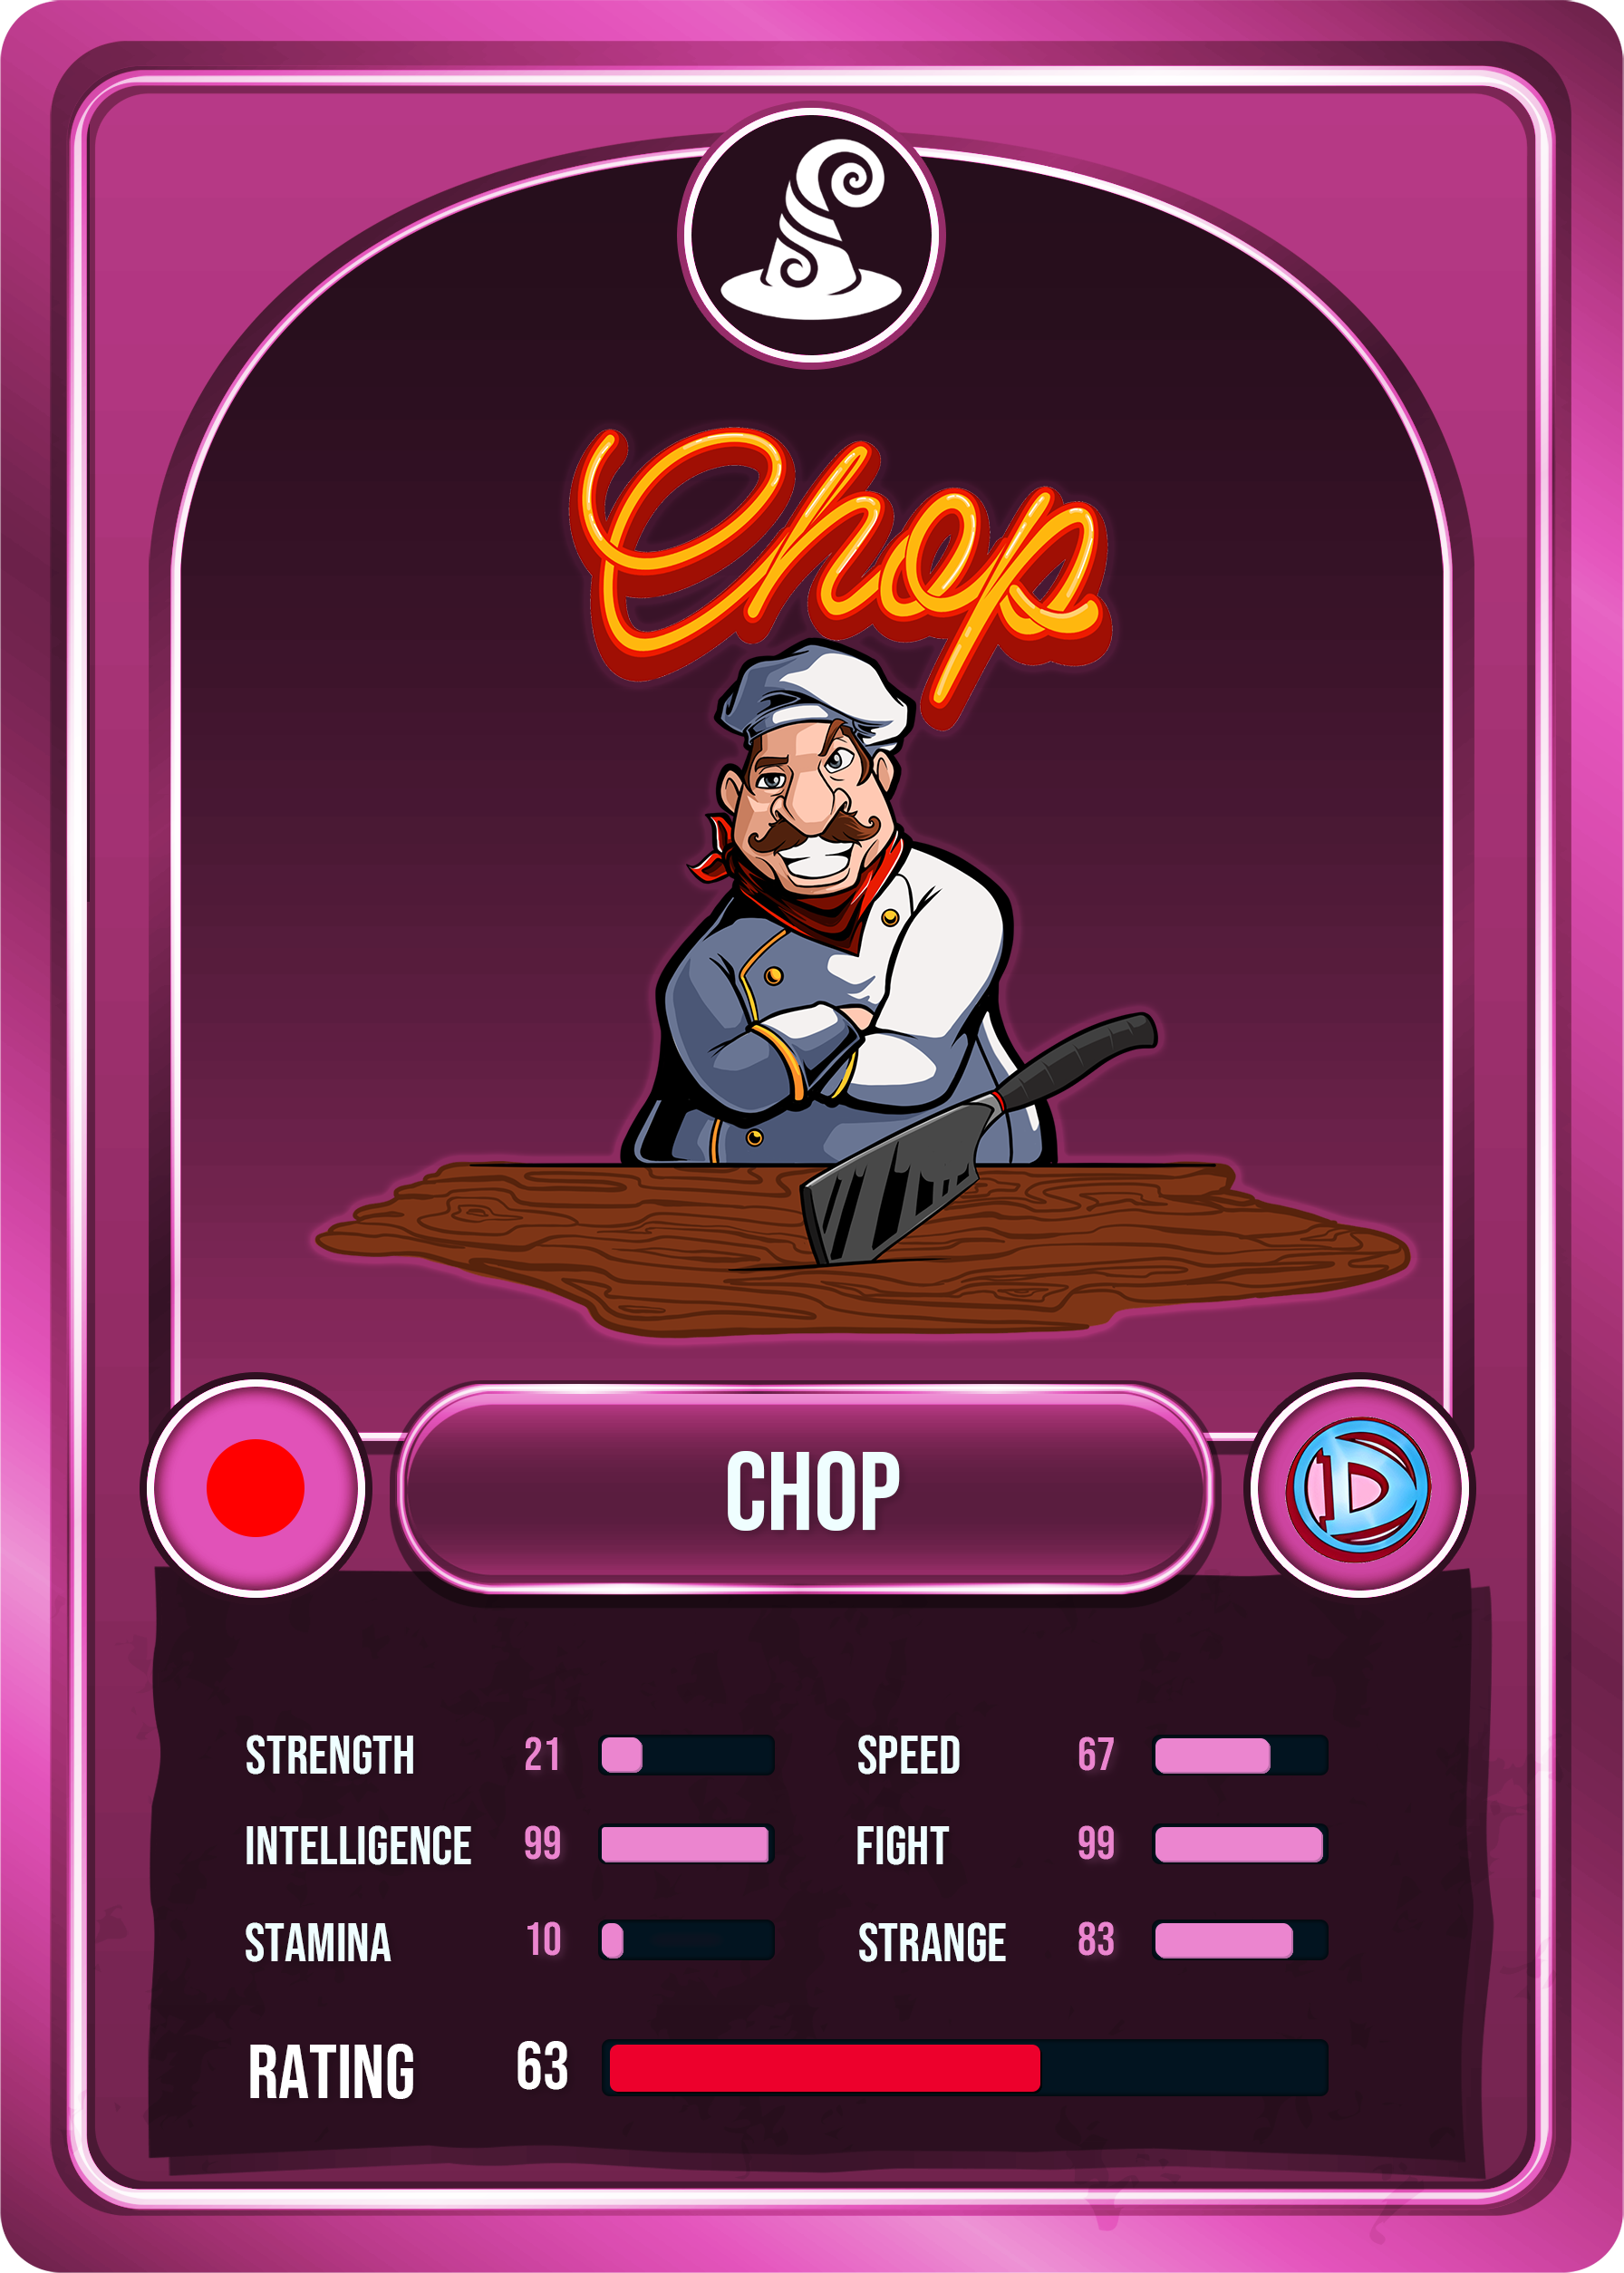 Chop
CHOP
D
STRENGTH 21 SPEED 67
INTELLIGENCE 99 FIGHT 99
STAMINA 10 STRANGE 83
RATING 63